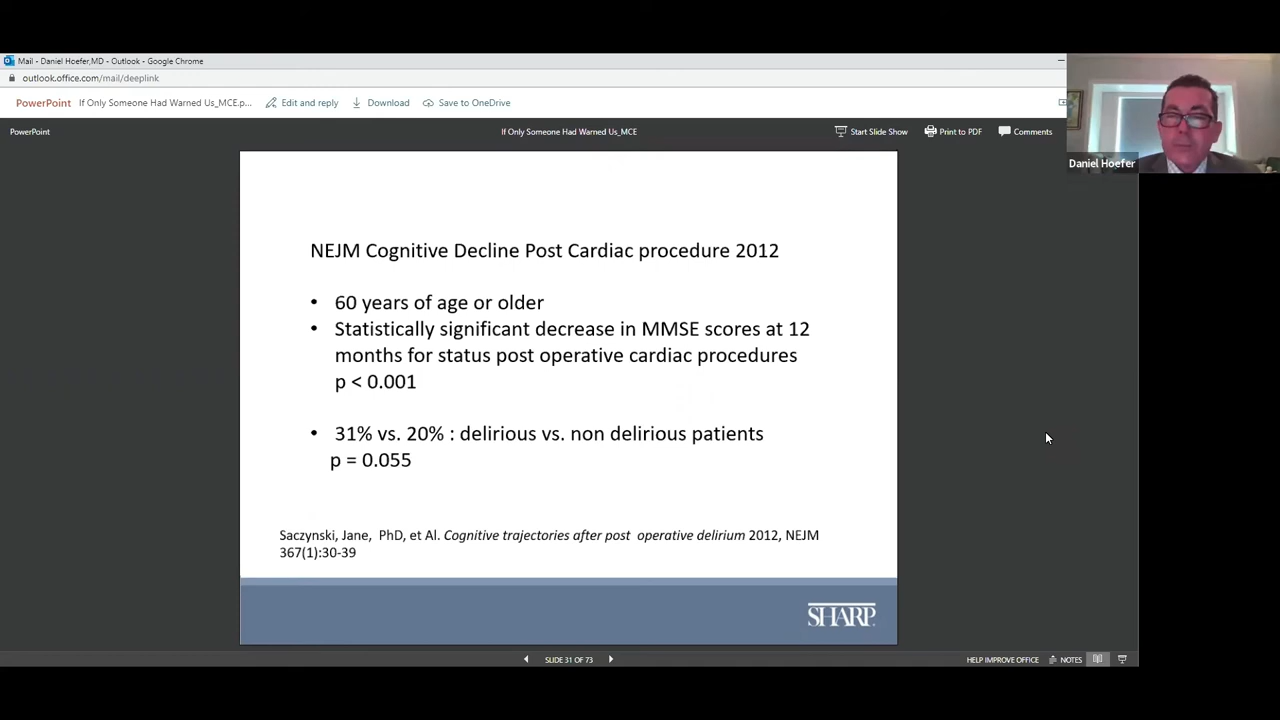 Mail - Daniel Hoefer,MD - Outlook - Google Chrome
outlook.office.com/mail/deeplink
PowerPoint
If Only Someone Had Warned Us_MCE.p...
Edit and reply
Download
Save to OneDrive
PowerPoint
If Only Someone Had Warned Us_MCE
Start Slide Show
Print to PDF
Comments
Daniel Hoefer
NEJM Cognitive Decline Post Cardiac procedure 2012
• 60 years of age or older
• Statistically significant decrease in MMSE scores at 12
months for status post operative cardiac procedures
p < 0.001
• 31% vs. 20% : delirious vs. non delirious patients
p = 0.055
Saczynski, Jane, PhD, et Al. Cognitive trajectories after post operative delirium 2012, NEJM
367(1):30-39
SHARP
SLIDE 31 OF 73
HELP IMPROVE OFFICE
NOTES